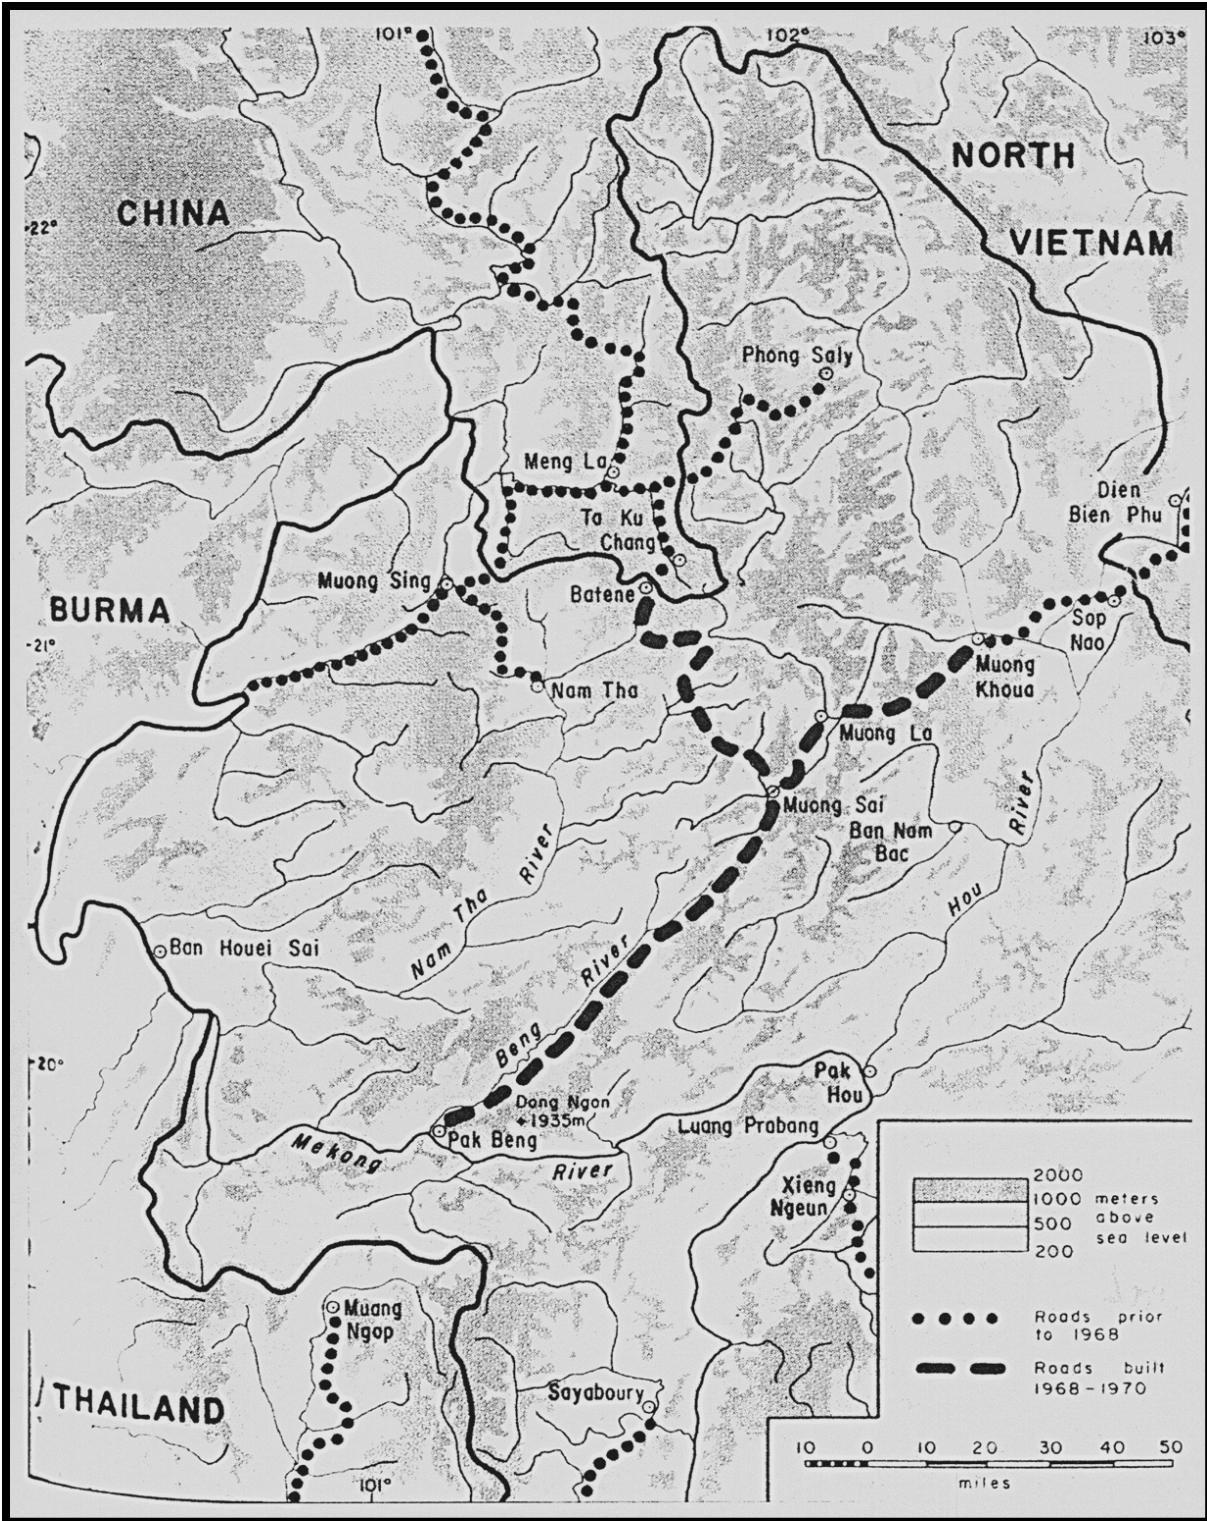 101°
102°
103°
NORTH
VIETNAM
CHINA
22°
Phong Saly
Meng La
Ta Ku
Chang
Dien
Bien Phu
Muong Sing
Batene
BURMA
Sop
Nao
21°
Muong
Khoua
Nam Tha
Muong La
Muong Sai
Ban Nam
Bac
River
Hou
Nam Tha River
Ban Houei Sai
Beng River
20°
Pak
Hou
Dong Ngon
1935m
Pak Beng
Luang Prabang
Mekong River
Xieng
Ngeun
2000
1000 meters
above
500
sea level
200
Muang
Ngop
Roads prior
to 1968
Roads built
1968-1970
Sayaboury
THAILAND
10 0 10 20 30 40 50
miles
101°